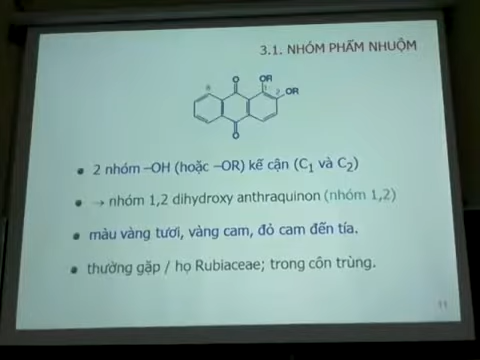 3.1. NHÓM PHẨM NHUỘM
O
OR
8
1
2
OR
O
2 nhóm –OH (hoặc –OR) kế cận (C₁ và C₂)
→ nhóm 1,2 dihydroxy anthraquinon (nhóm 1,2)
màu vàng tươi, vàng cam, đỏ cam đến tía.
thường gặp / họ Rubiaceae; trong côn trùng.
11